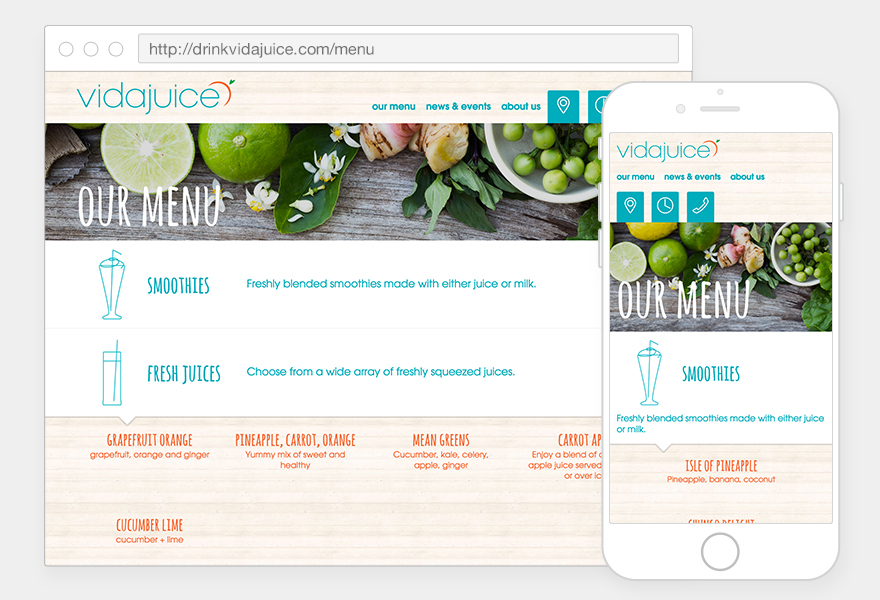 http://drinkvidajuice.com/menu
vidajuice
our menu news & events about us
OUR MENU
SMOOTHIES
Freshly blended smoothies made with either juice or milk.
FRESH JUICES
Choose from a wide array of freshly squeezed juices.
GRAPEFRUIT ORANGE
grapefruit, orange and ginger
PINEAPPLE, CARROT, ORANGE
Yummy mix of sweet and
healthy
MEAN GREENS
Cucumber, kale, celery,
apple, ginger
CARROT AP
Enjoy a blend of
apple juice served
or over ic
CUCUMBER LIME
cucumber + lime
vidajuice
our menu news & events about us
OUR MENU
SMOOTHIES
Freshly blended smoothies made with either juice or
milk or milk.
ISLE OF PINEAPPLE
Pineapple, banana, coconut